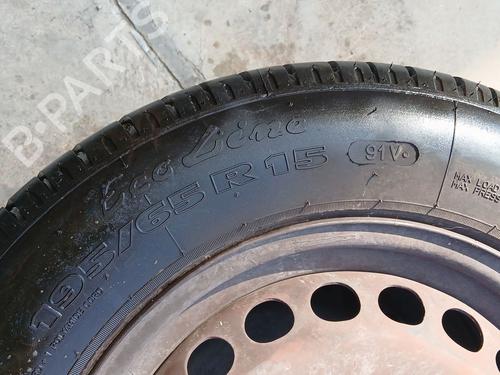 B-PARTS
Eco Line
195/65 R 15
91V
MAX LOAD
MAX PRESS